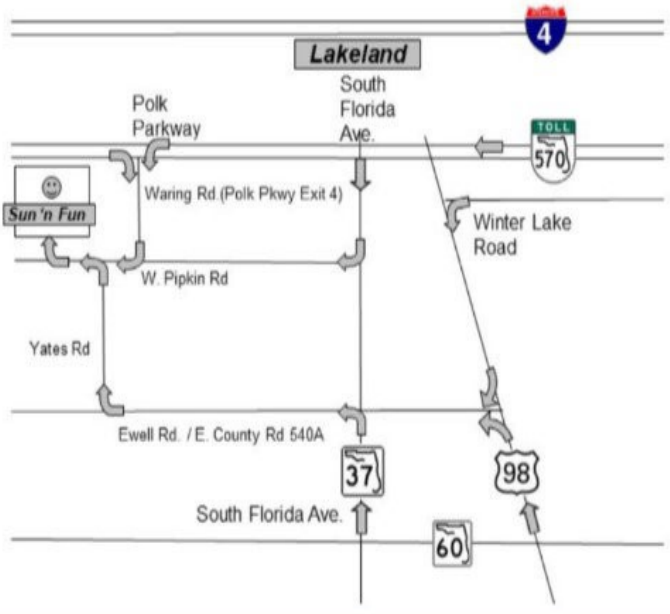 4
Lakeland
South
Florida
Ave.
Polk
Parkway
TOLL
570
Waring Rd.(Polk Pkwy Exit 4)
Sun 'n Fun
Winter Lake
Road
W. Pipkin Rd
Yates Rd
Ewell Rd. / E. County Rd 540A
37
98
South Florida Ave.
60